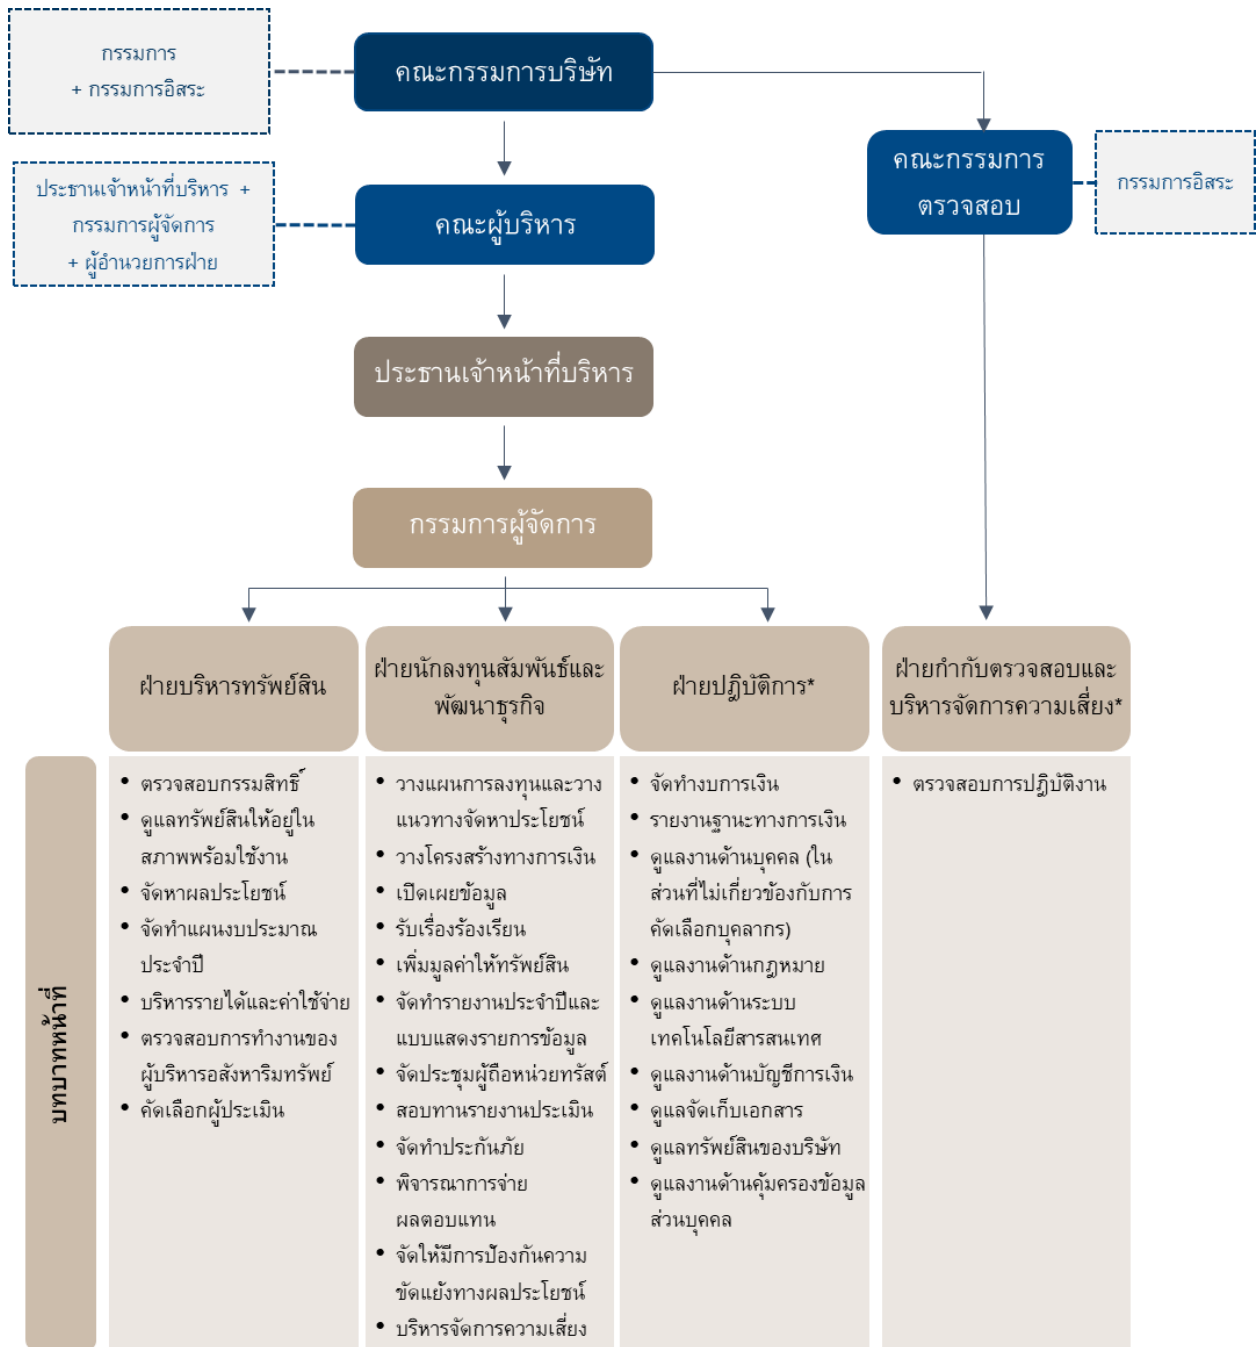 กรรมการ
+ กรรมการอิสระ
คณะกรรมการบริษัท
คณะกรรมการ
ตรวจสอบ
กรรมการอิสระ
ประธานเจ้าหน้าที่บริหาร +
กรรมการผู้จัดการ
+ ผู้อำนวยการฝ่าย
คณะผู้บริหาร
ประธานเจ้าหน้าที่บริหาร
กรรมการผู้จัดการ
ฝ่ายบริหารทรัพย์สิน
ฝ่ายนักลงทุนสัมพันธ์และ
พัฒนาธุรกิจ
ฝ่ายปฎิบัติการ*
ฝ่ายกำกับตรวจสอบและ
บริหารจัดการความเสี่ยง*
บทบาทหน้าที่
• ตรวจสอบกรรมสิทธิ์
• ดูแลทรัพย์สินให้อยู่ใน
สภาพพร้อมใช้งาน
• จัดหาผลประโยชน์
• จัดทำแผนงบประมาณ
ประจำปี
• บริหารรายได้และค่าใช้จ่าย
• ตรวจสอบการทำงานของ
ผู้บริหารอสังหาริมทรัพย์
• คัดเลือกผู้ประเมิน
• วางแผนการลงทุนและวาง
แนวทางจัดหาประโยชน์
• วางโครงสร้างทางการเงิน
• เปิดเผยข้อมูล
• รับเรื่องร้องเรียน
• เพิ่มมูลค่าให้ทรัพย์สิน
• จัดทำรายงานประจำปีและ
แบบแสดงรายการข้อมูล
• จัดประชุมผู้ถือหน่วยทรัสต์
• สอบทานรายงานประเมิน
• จัดทำประกันภัย
• พิจารณาการจ่าย
ผลตอบแทน
• จัดให้มีการป้องกันความ
ขัดแย้งทางผลประโยชน์
• บริหารจัดการความเสี่ยง
• จัดทำงบการเงิน
• รายงานฐานะทางการเงิน
• ดูแลงานด้านบุคคล (ใน
ส่วนที่ไม่เกี่ยวข้องกับการ
คัดเลือกบุคลากร)
• ดูแลงานด้านกฎหมาย
• ดูแลงานด้านระบบ
เทคโนโลยีสารสนเทศ
• ดูแลงานด้านบัญชีการเงิน
• ดูแลจัดเก็บเอกสาร
• ดูแลทรัพย์สินของบริษัท
• ดูแลงานด้านคุ้มครองข้อมูล
ส่วนบุคคล
• ตรวจสอบการปฎิบัติงาน